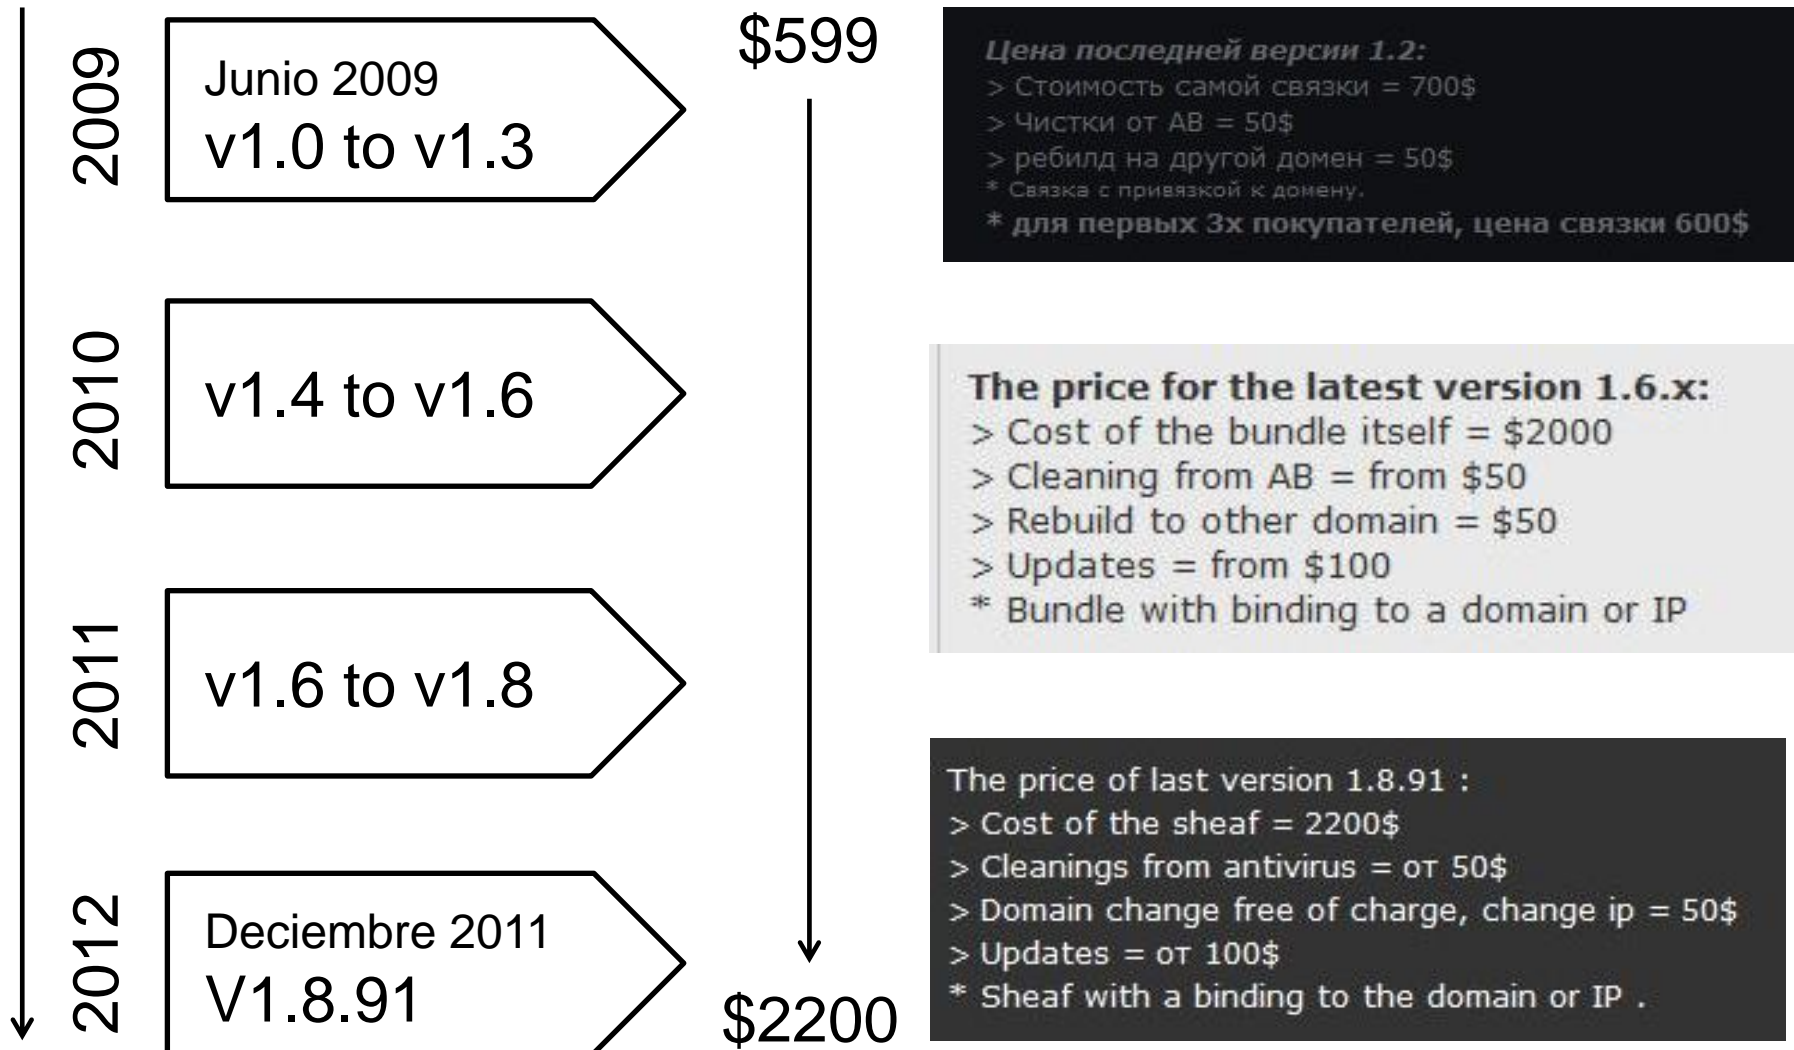 2009
Junio 2009
v1.0 to v1.3
2010
v1.4 to v1.6
2011
v1.6 to v1.8
2012
Deciembre 2011
V1.8.91
$599
$2200
Цена последней версии 1.2:
> Стоимость самой связки = 700$
> Чистки от АВ = 50$
> ребилд на другой домен = 50$
* Связка с привязкой к домену.
* для первых 3х покупателей, цена связки 600$
The price for the latest version 1.6.x:
> Cost of the bundle itself = $2000
> Cleaning from AB = from $50
> Rebuild to other domain = $50
> Updates = from $100
* Bundle with binding to a domain or IP
The price of last version 1.8.91 :
> Cost of the sheaf = 2200$
> Cleanings from antivirus = от 50$
> Domain change free of charge, change ip = 50$
> Updates = от 100$
* Sheaf with a binding to the domain or IP .